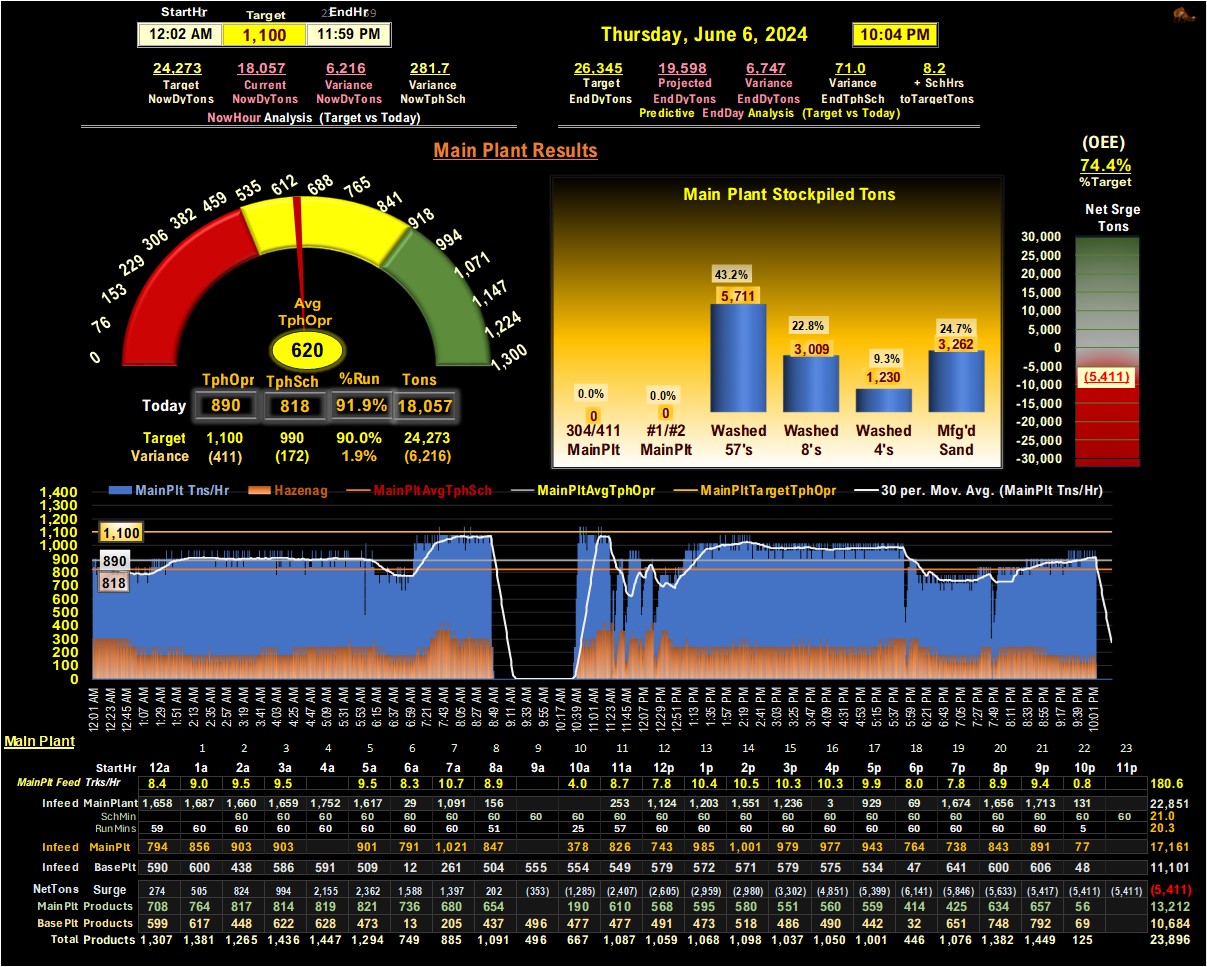 StartHr Target EndHr
12:02 AM 1,100 11:59 PM
Thursday, June 6, 2024 10:04 PM
24,273 18,057 6,216 281.7
Target Current Variance Variance
NowDyTons NowDyTons NowDyTons NowTphSch
NowHour Analysis (Target vs Today)
26,345 19,598 6,747 71.0 8.2
Target Projected Variance Variance + SchHrs
EndDyTons EndDyTons EndDyTons EndTphSch toTargetTons
Predictive EndDay Analysis (Target vs Today)
Main Plant Results
(OEE)
74.4%
%Target
0 76 153 229 306 382 459 535 612 688 765 841 918 994 1,071 1,147 1,224 1,300
Avg
TphOpr
620
TphOpr TphSch %Run Tons
Today 890 818 91.9% 18,057
Target 1,100 990 90.0% 24,273
Variance (411) (172) 1.9% (6,216)
Main Plant Stockpiled Tons
0.0% 0.0% 43.2% 22.8% 9.3% 24.7%
0 0 5,711 3,009 1,230 3,262
304/411 #1/#2 Washed Washed Washed Mfg'd
MainPlt MainPlt 57's 8's 4's Sand
Net Srge
Tons
30,000
25,000
20,000
15,000
10,000
5,000
0
-5,000
(5,411)
-10,000
-15,000
-20,000
-25,000
-30,000
MainPlt Tns/Hr Hazenag MainPltAvgTphSch MainPltAvgTphOpr MainPltTargetTphOpr 30 per. Mov. Avg. (MainPlt Tns/Hr)
1,400
1,300
1,200
1,100
1,000
900
800
700
600
500
400
300
200
100
0
1,100
890
818
12:01 AM 12:23 AM 12:45 AM 1:07 AM 1:29 AM 1:51 AM 2:13 AM 2:35 AM 2:57 AM 3:19 AM 3:41 AM 4:03 AM 4:25 AM 4:47 AM 5:09 AM 5:31 AM 5:53 AM 6:15 AM 6:37 AM 6:59 AM 7:21 AM 7:43 AM 8:05 AM 8:27 AM 8:49 AM 9:11 AM 9:33 AM 9:55 AM 10:17 AM 10:39 AM 11:01 AM 11:23 AM 11:45 AM 12:07 PM 12:29 PM 12:51 PM 1:13 PM 1:35 PM 1:57 PM 2:19 PM 2:41 PM 3:03 PM 3:25 PM 3:47 PM 4:09 PM 4:31 PM 4:53 PM 5:15 PM 5:37 PM 5:59 PM 6:21 PM 6:43 PM 7:05 PM 7:27 PM 7:49 PM 8:11 PM 8:33 PM 8:55 PM 9:17 PM 9:39 PM 10:01 PM
Main Plant
1 2 3 4 5 6 7 8 9 10 11 12 13 14 15 16 17 18 19 20 21 22 23
StartHr 12a 1a 2a 3a 4a 5a 6a 7a 8a 9a 10a 11a 12p 1p 2p 3p 4p 5p 6p 7p 8p 9p 10p 11p
MainPlt Feed Trks/Hr 8.4 9.0 9.5 9.5 9.5 8.3 10.7 8.9 4.0 8.7 7.8 10.4 10.5 10.3 10.3 9.9 8.0 7.8 8.9 9.4 0.8 180.6
Infeed MainPlant 1,658 1,687 1,660 1,659 1,752 1,617 29 1,091 156 253 1,124 1,203 1,551 1,236 3 929 69 1,674 1,656 1,713 131 22,851
SchMin 60 60 60 60 60 60 60 60 60 60 60 60 60 60 60 60 60 60 60 60 60 60 21.0
RunMins 59 60 60 60 60 60 60 51 25 57 60 60 60 60 60 60 60 60 60 60 5 20.3
Infeed MainPlt 794 856 903 903 901 791 1,021 847 378 826 743 985 1,001 979 977 943 764 738 843 891 77 17,161
Infeed BasePlt 590 600 438 586 591 509 12 261 504 555 554 549 579 572 571 579 575 534 47 641 600 606 48 11,101
NetTons Surge 274 505 824 994 2,155 2,362 1,588 1,397 202 (353) (1,285) (2,407) (2,605) (2,959) (2,980) (3,302) (4,851) (5,399) (6,141) (5,846) (5,633) (5,417) (5,411) (5,411) (5,411)
MainPlt Products 708 764 817 814 819 821 736 680 654 190 610 568 595 580 551 560 559 414 425 634 657 56 13,212
BasePlt Products 599 617 448 622 628 473 13 205 437 496 477 477 491 473 518 486 490 442 32 651 748 792 69 10,684
Total Products 1,307 1,381 1,265 1,436 1,447 1,294 749 885 1,091 496 667 1,087 1,059 1,068 1,098 1,037 1,050 1,001 446 1,076 1,382 1,449 125 23,896